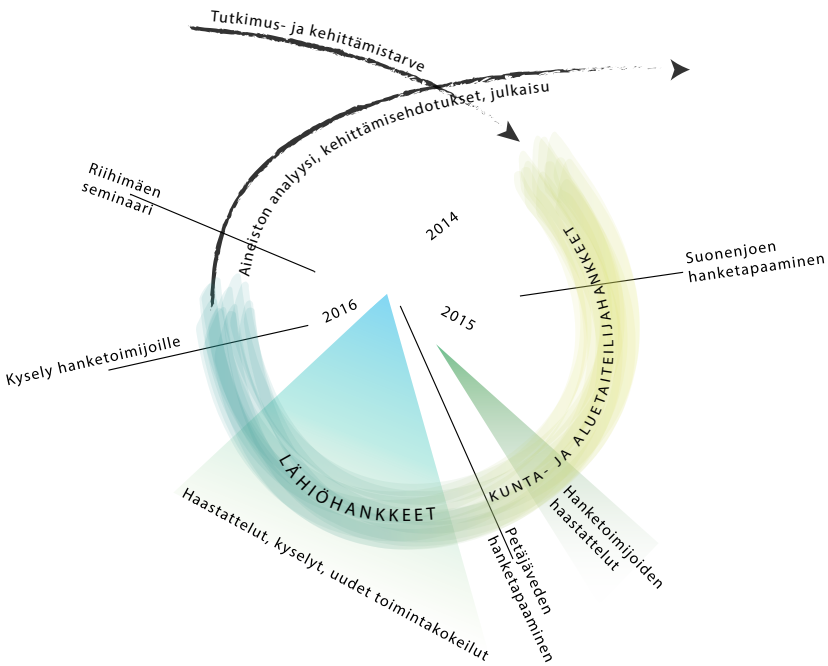 Tutkimus- ja kehittämistarve
Aineiston analyysi, kehittämisehdotukset, julkaisu
Riihimäen
seminaari
2014
KUNTA- JA ALUETAITEILIJAHANKKEET
Suonenjoen
hanketapaaminen
2016
2015
Kysely hanketoimijoille
LÄHIÖHANKKEET
Hanketoimijoiden
haastattelut
Haastattelut, kyselyt, uudet toimintakokeilut
Petäjäveden
hanketapaaminen